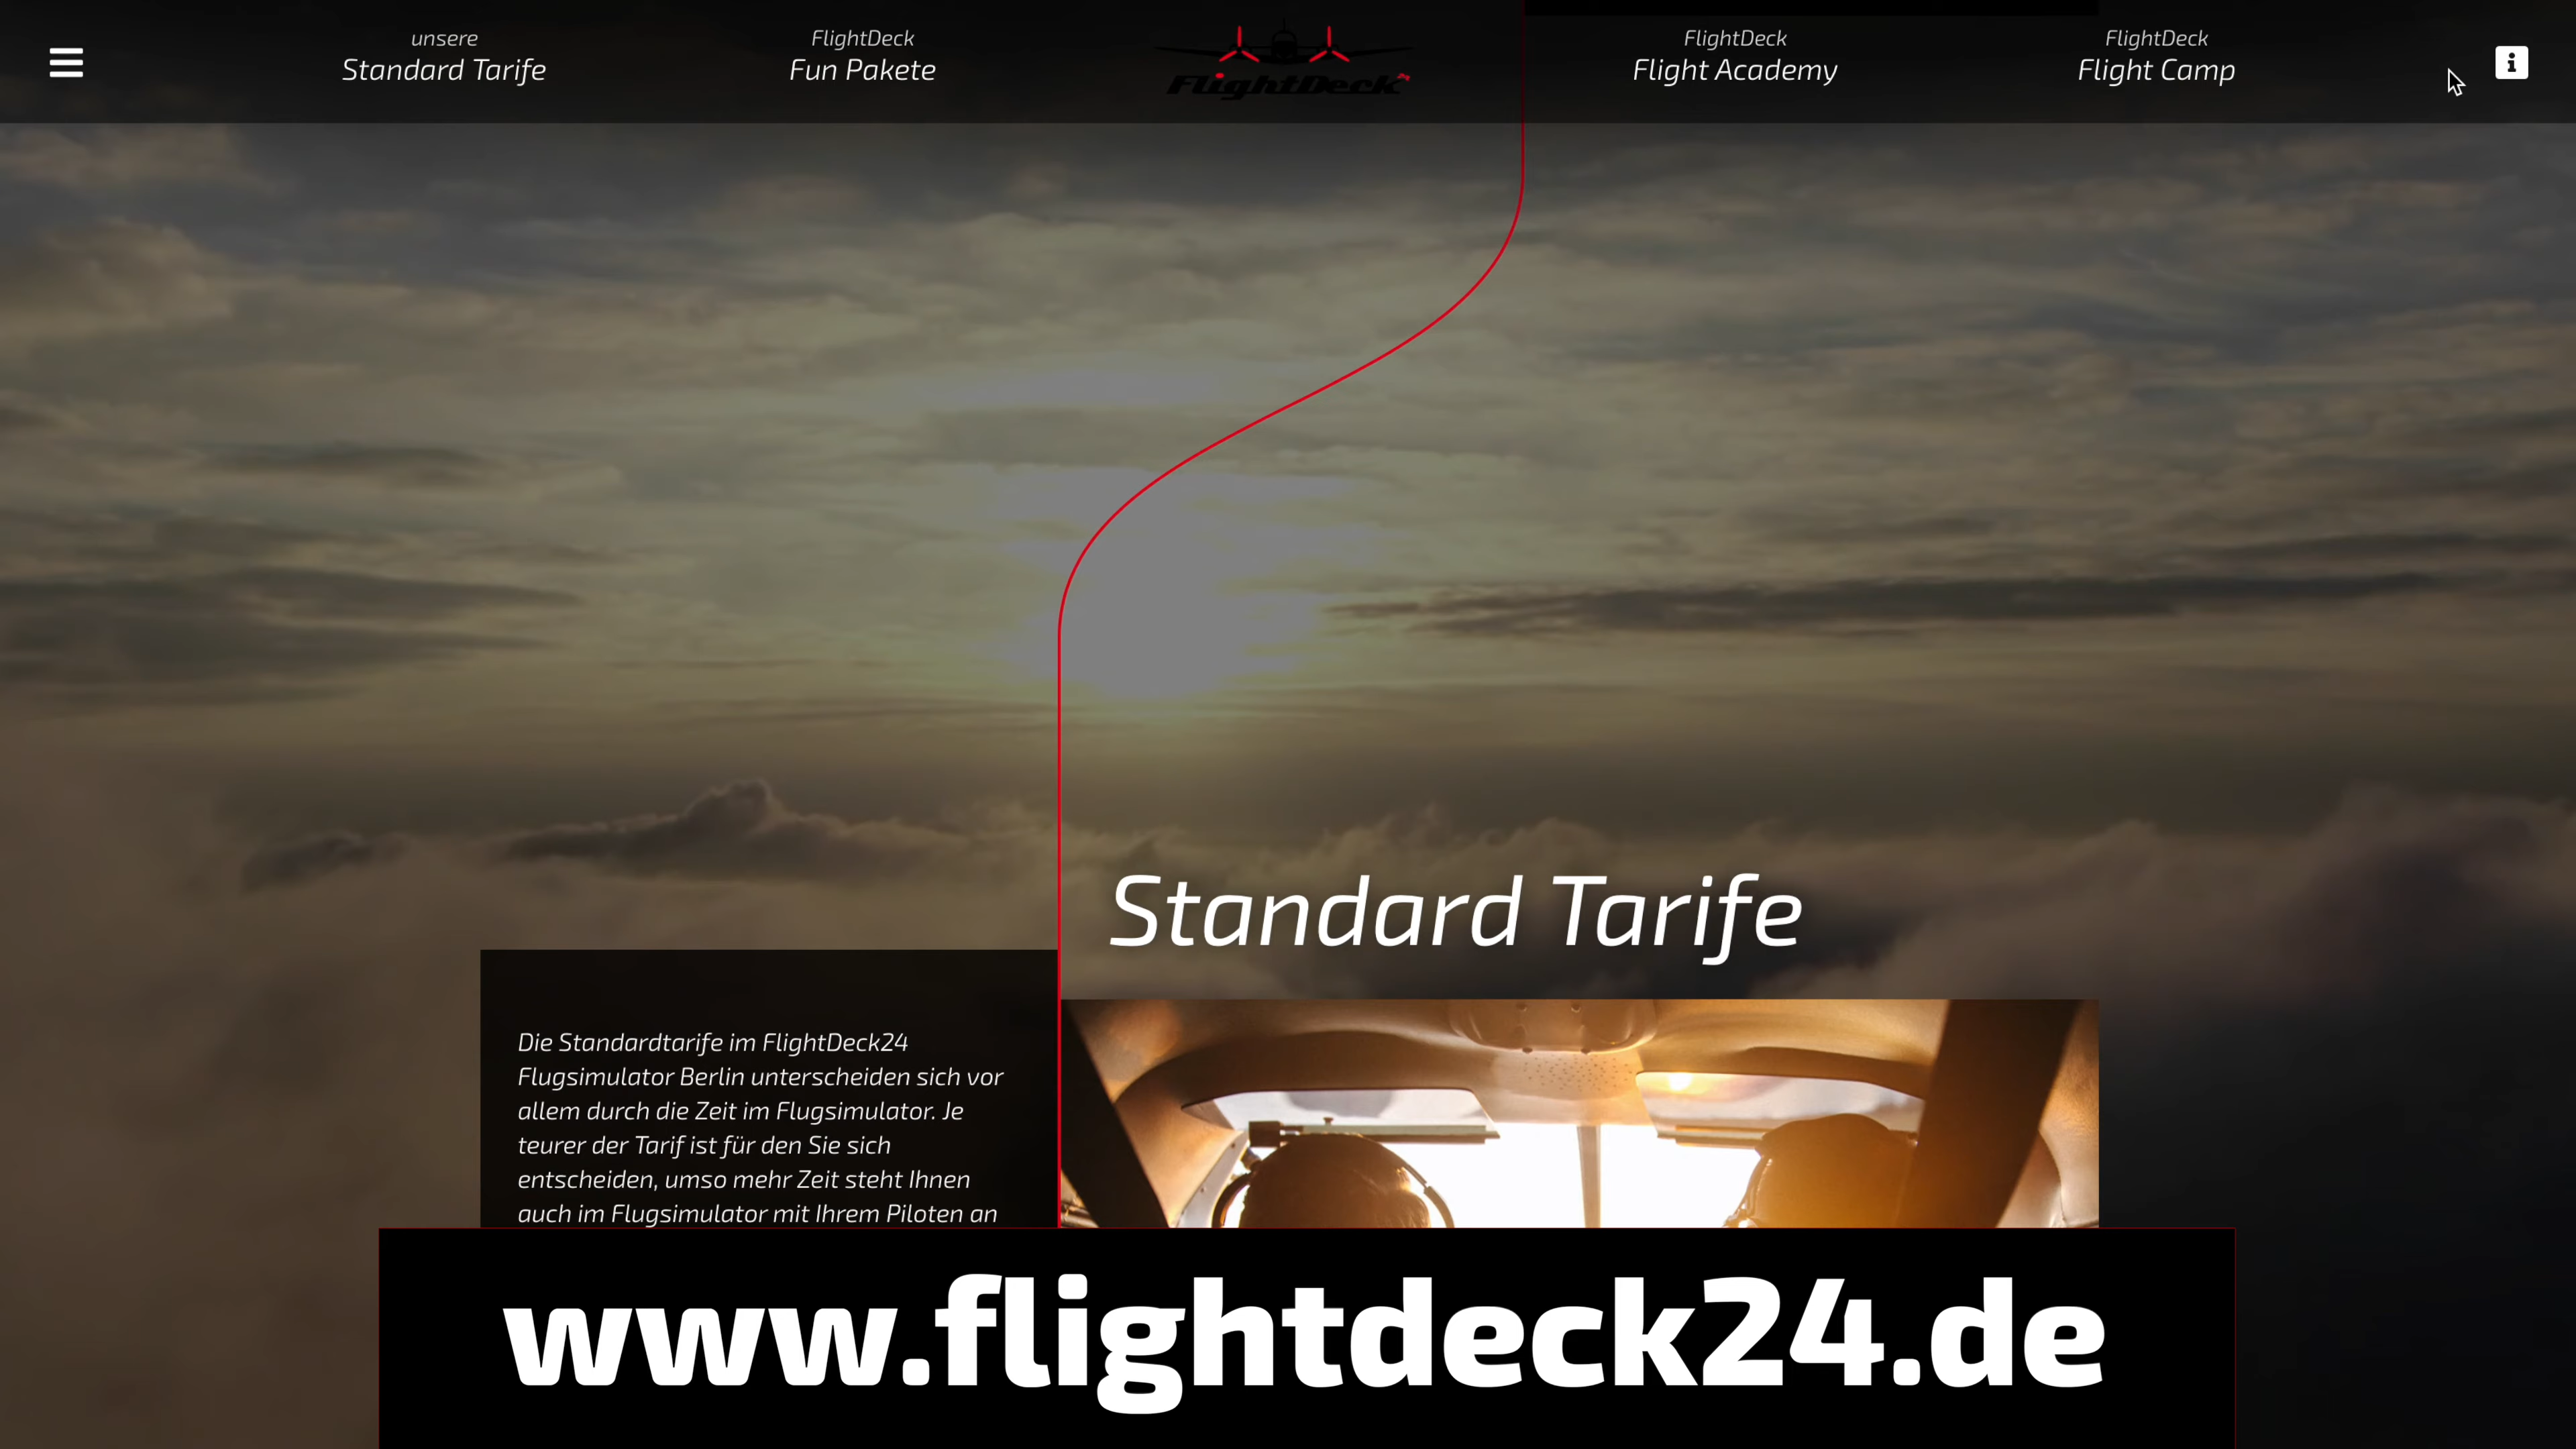 unsere
Standard Tarife
FlightDeck
Fun Pakete
FlightDeck
FlightDeck
Flight Academy
FlightDeck
Flight Camp
Standard Tarife
Die Standardtarife im FlightDeck24
Flugsimulator Berlin unterscheiden sich vor
allem durch die Zeit im Flugsimulator. Je
teurer der Tarif ist für den Sie sich
entscheiden, umso mehr Zeit steht Ihnen
auch im Flugsimulator mit Ihrem Piloten an
www.flightdeck24.de